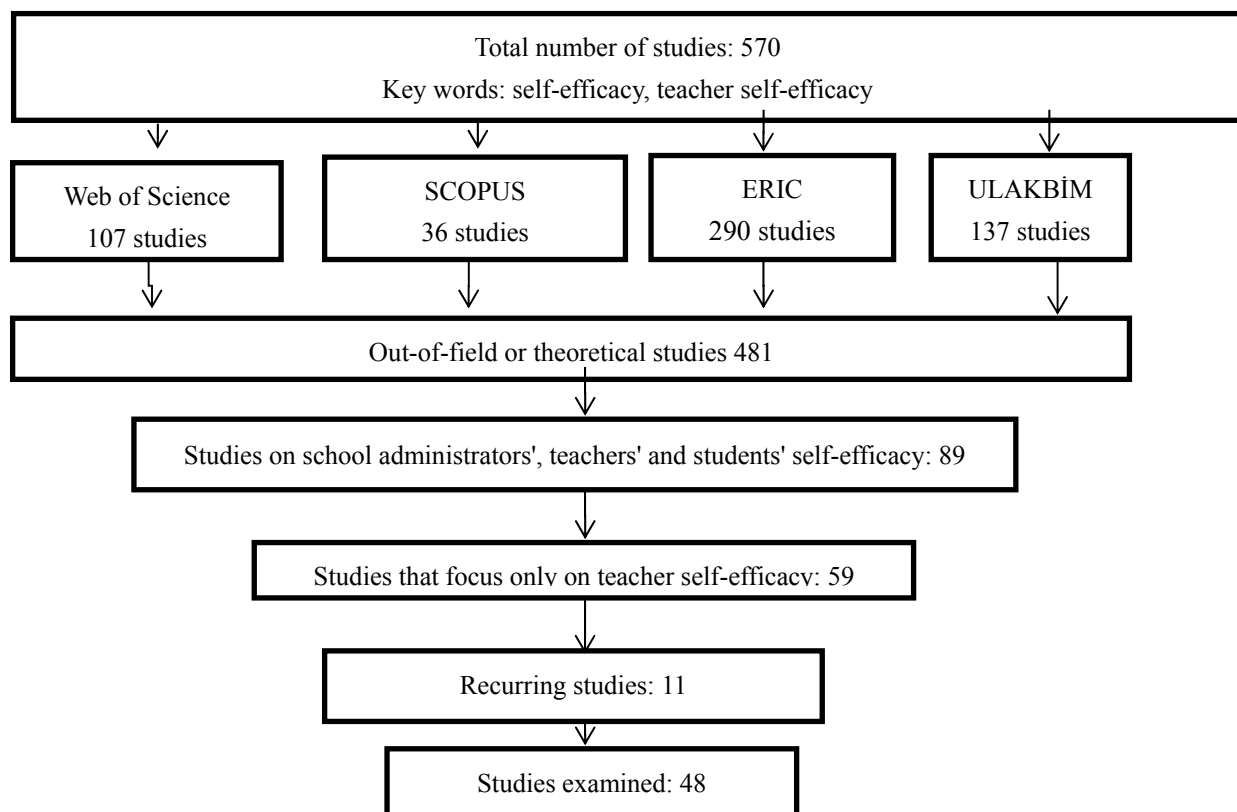 Total number of studies: 570
Key words: self-efficacy, teacher self-efficacy
Web of Science
107 studies
SCOPUS
36 studies
ERIC
290 studies
ULAKBİM
137 studies
Out-of-field or theoretical studies 481
Studies on school administrators', teachers' and students' self-efficacy: 89
Studies that focus only on teacher self-efficacy: 59
Recurring studies: 11
Studies examined: 48